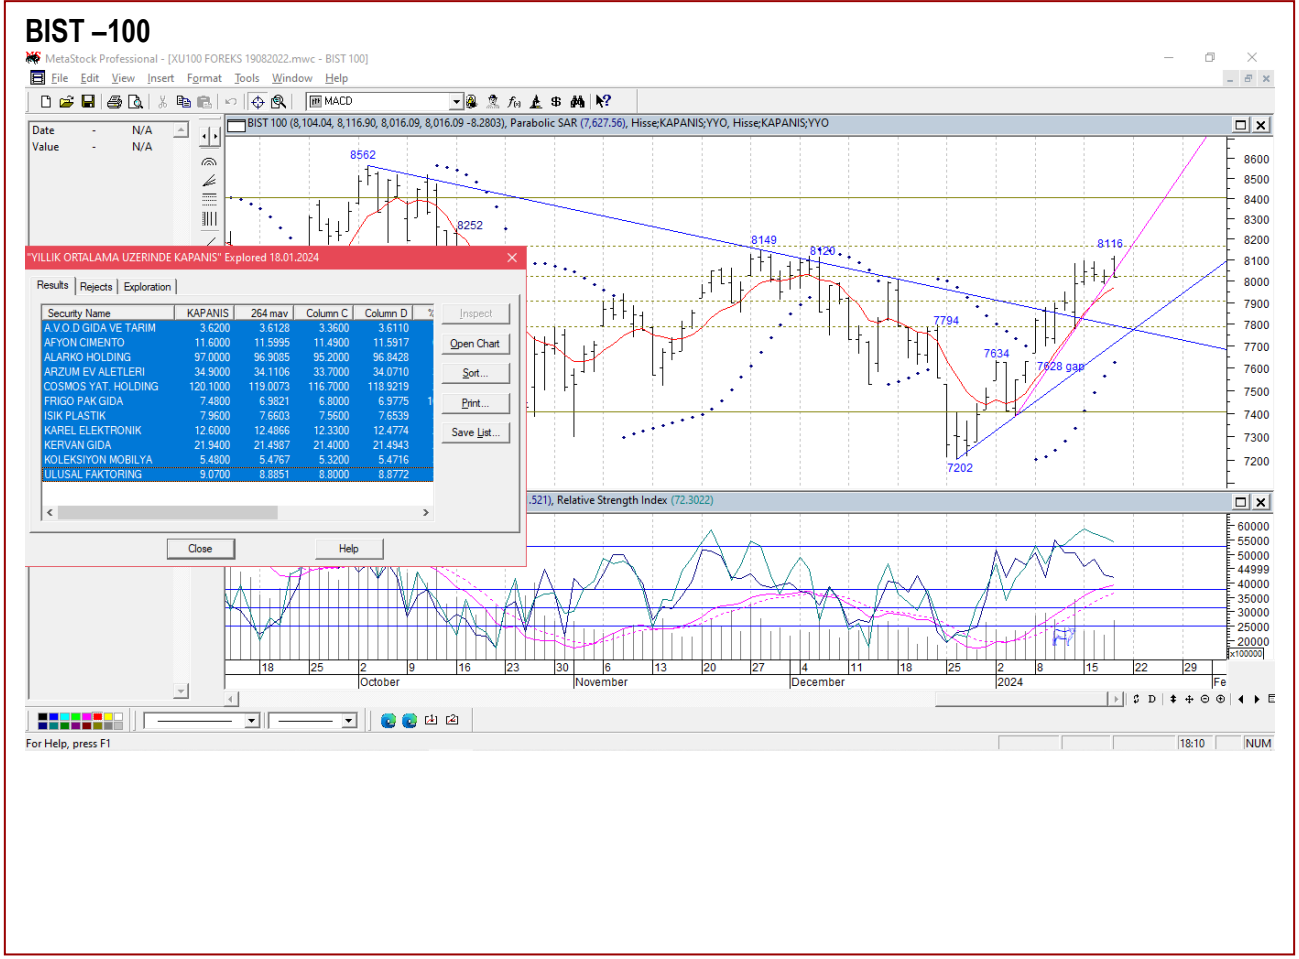 BIST –100
MetaStock Professional - [XU100 FOREKS 19082022.mwc - BIST 100]
File Edit View Insert Format Tools Window Help
MACD
Date - N/A
Value - N/A
BIST 100 (8,104.04, 8,116.90, 8,016.09, 8,016.09 -8.2803), Parabolic SAR (7,627.56), Hisse;KAPANIS;YYO, Hisse;KAPANIS;YYO
8562
8252
8149
8120
8116
7794
7634
7628 gap
7202
8600
8500
8400
8300
8200
8100
8000
7900
7800
7700
7600
7500
7400
7300
7200
"YILLIK ORTALAMA UZERINDE KAPANIS" Explored 18.01.2024
Results Rejects Exploration
Security Name KAPANIS 264 mav Column C Column D
A.V.O.D GIDA VE TARIM 3.6200 3.6128 3.3600 3.6110
AFYON CIMENTO 11.6000 11.5995 11.4900 11.5917
ALARKO HOLDING 97.0000 96.9085 95.2000 96.8428
ARZUM EV ALETLERI 34.9000 34.1106 33.7000 34.0710
COSMOS YAT. HOLDING 120.1000 119.0073 116.7000 118.9219
FRIGO PAK GIDA 7.4800 6.9821 6.8000 6.9775
ISIK PLASTIK 7.9600 7.6603 7.5600 7.6539
KAREL ELEKTRONIK 12.6000 12.4866 12.3300 12.4774
KERVAN GIDA 21.9400 21.4987 21.4000 21.4943
KOLEKSIYON MOBILYA 5.4800 5.4767 5.3200 5.4716
ULUSAL FAKTORING 9.0700 8.8851 8.8000 8.8772
Inspect
Open Chart
Sort...
Print...
Save List...
Close Help
.521), Relative Strength Index (72.3022)
60000
55000
50000
44999
40000
35000
30000
25000
20000
x100000
18 25 2 9 16 23 30 6 13 20 27 4 11 18 25 2 8 15 22 29
October November December 2024 Fe
D
For Help, press F1
18:10 NUM